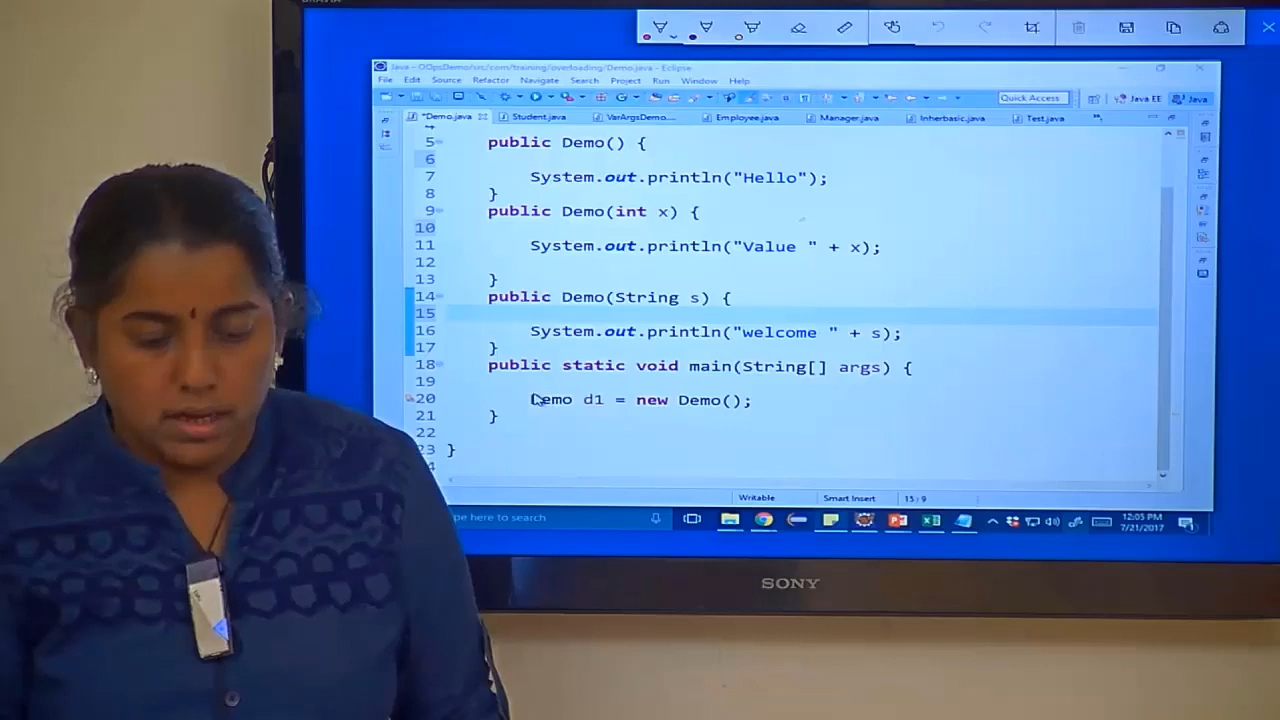 BRAVIA
Java - OOpsDemo/src/com/training/overloading/Demo.java - Eclipse
File Edit Source Refactor Navigate Search Project Run Window Help
Quick Access Java EE Java
*Demo.java Student.java VarArgsDemo.... Employee.java Manager.java Inherbasic.java Test.java
5 public Demo() {
6
7 System.out.println("Hello");
8 }
9 public Demo(int x) {
10
11 System.out.println("Value " + x);
12
13 }
14 public Demo(String s) {
15
16 System.out.println("welcome " + s);
17 }
18 public static void main(String[] args) {
19
20 Demo d1 = new Demo();
21 }
22
23 }
Writable Smart Insert 15 : 9
pe here to search
12:05 PM
7/21/2017
SONY